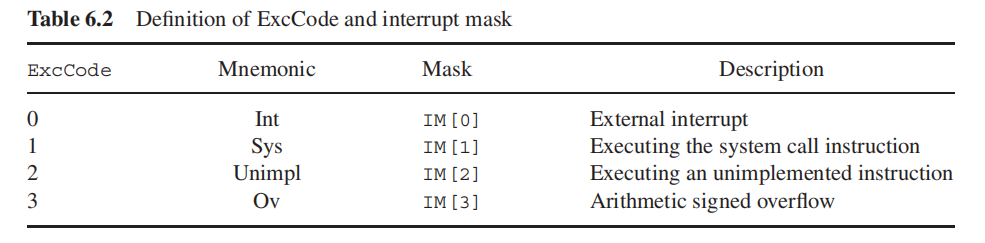 Table 6.2 Definition of ExcCode and interrupt mask
ExcCode Mnemonic Mask Description
0 Int IM[0] External interrupt
1 Sys IM[1] Executing the system call instruction
2 Unimpl IM[2] Executing an unimplemented instruction
3 Ov IM[3] Arithmetic signed overflow